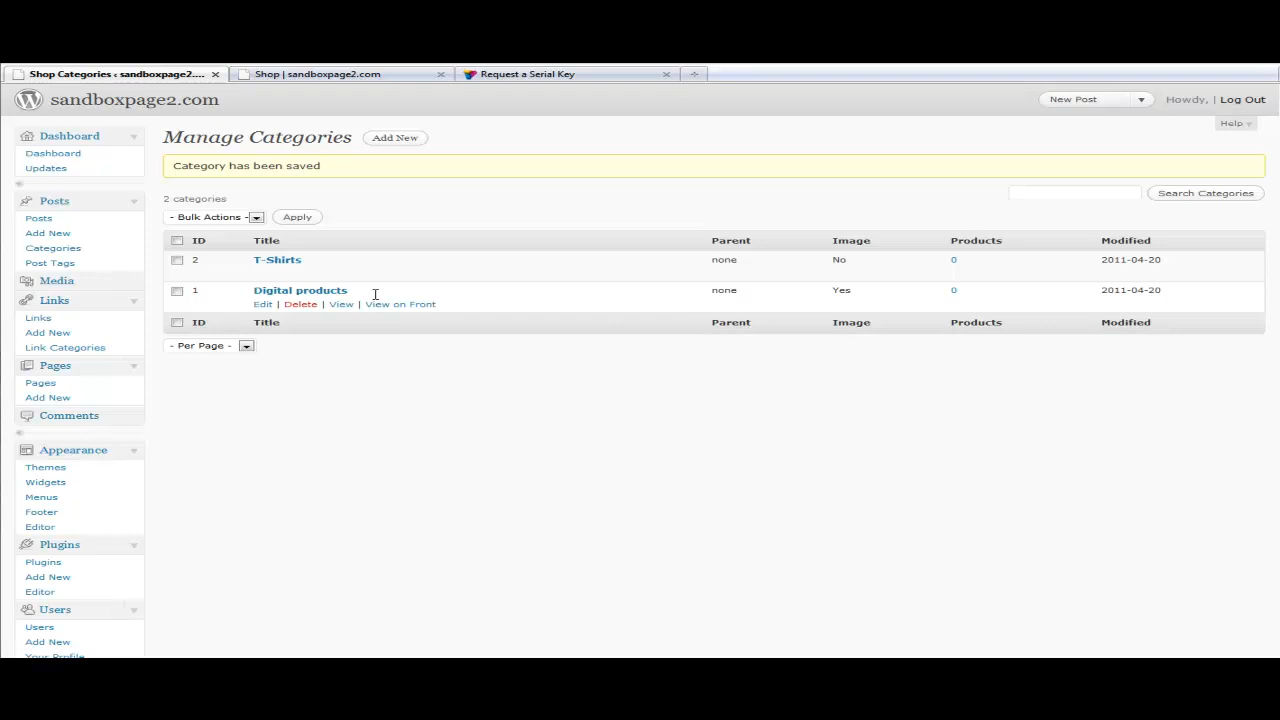 Shop Categories ‹ sandboxpage2.... Shop | sandboxpage2.com Request a Serial Key
sandboxpage2.com New Post Howdy, | Log Out
Help
Manage Categories Add New
Category has been saved
2 categories Search Categories
- Bulk Actions - Apply
ID Title Parent Image Products Modified
2 T-Shirts none No 0 2011-04-20
1 Digital products none Yes 0 2011-04-20
Edit | Delete | View | View on Front
ID Title Parent Image Products Modified
- Per Page -
Dashboard
Dashboard
Updates
Posts
Posts
Add New
Categories
Post Tags
Media
Links
Links
Add New
Link Categories
Pages
Pages
Add New
Comments
Appearance
Themes
Widgets
Menus
Footer
Editor
Plugins
Plugins
Add New
Editor
Users
Users
Add New
Your Profile